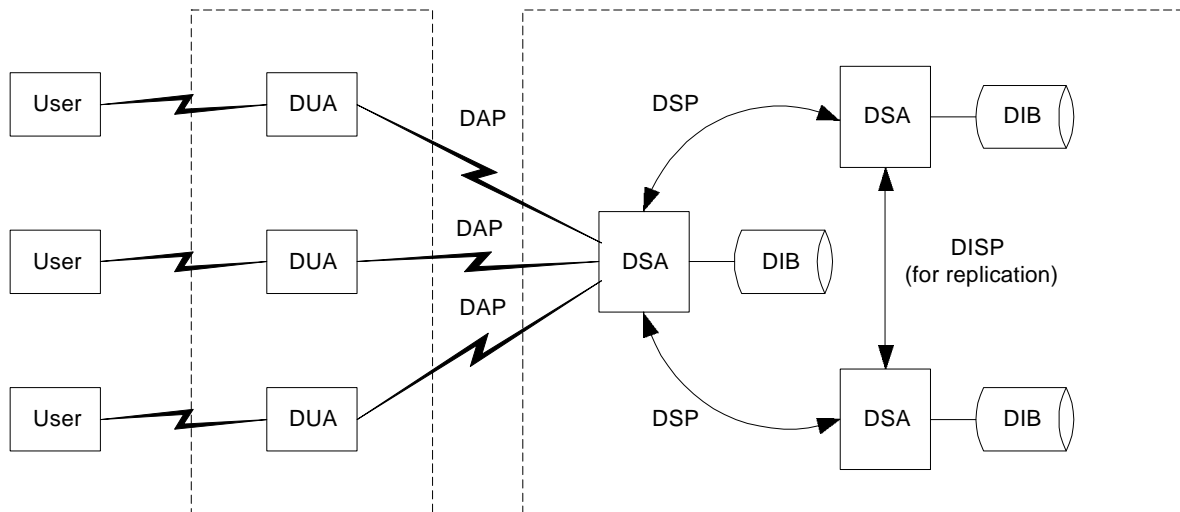 User
DUA
DAP
DSP
DSA
DIB
User
DUA
DAP
DSA
DIB
DISP
(for replication)
DAP
User
DUA
DSP
DSA
DIB